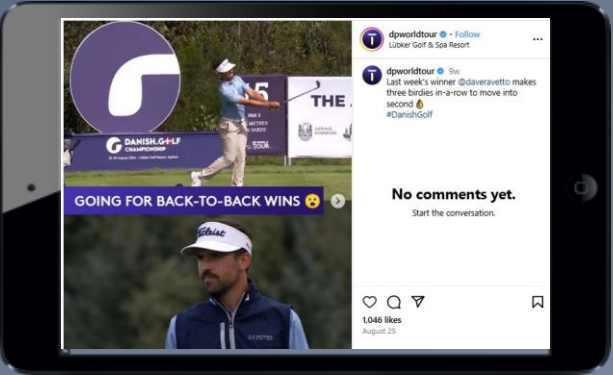 dpworldtour • Follow
Lübker Golf & Spa Resort
dpworldtour 9w
Last week's winner @daveravetto makes
three birdies in-a-row to move into
second
#DanishGolf
DANISH GOLF
CHAMPIONSHIP
THE
TOUR
GOING FOR BACK-TO-BACK WINS
Titleist
No comments yet.
Start the conversation.
1,046 likes
August 25